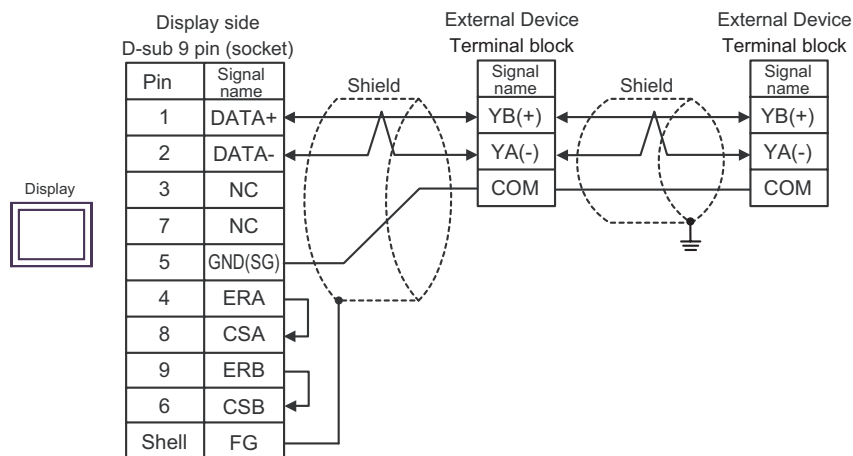 Display side
D-sub 9 pin (socket)
Pin Signal name
1 DATA+
2 DATA-
3 NC
7 NC
5 GND(SG)
4 ERA
8 CSA
9 ERB
6 CSB
Shell FG
Display
Shield
External Device
Terminal block
Signal name
YB(+)
YA(-)
COM
Shield
External Device
Terminal block
Signal name
YB(+)
YA(-)
COM